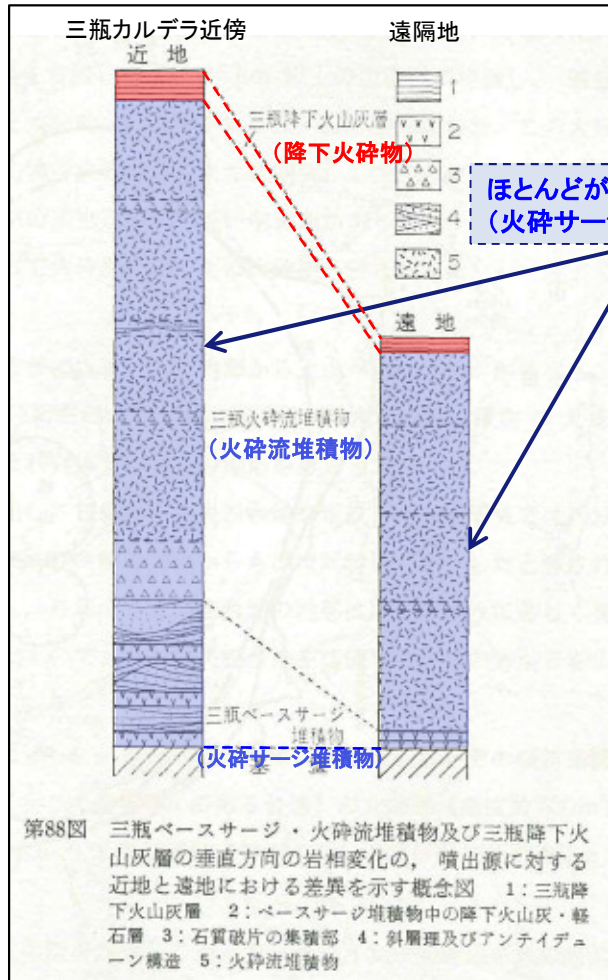 三瓶カルデラ近傍
遠隔地
近 地
1
三瓶降下火山灰層
2
(降下火砕物)
3
ほとんどが
(火砕サー
4
5
遠 地
三瓶火砕流堆積物
(火砕流堆積物)
三瓶ベースサージ
堆積物
(火砕サージ堆積物)
第88図 三瓶ベースサージ・火砕流堆積物及び三瓶降下火
山灰層の垂直方向の岩相変化の，噴出源に対する
近地と遠地における差異を示す概念図 1：三瓶降
下火山灰層 2：ベースサージ堆積物中の降下火山灰・軽
石層 3：石質破片の集積部 4：斜層理及びアンテイデュ
ーン構造 5：火砕流堆積物